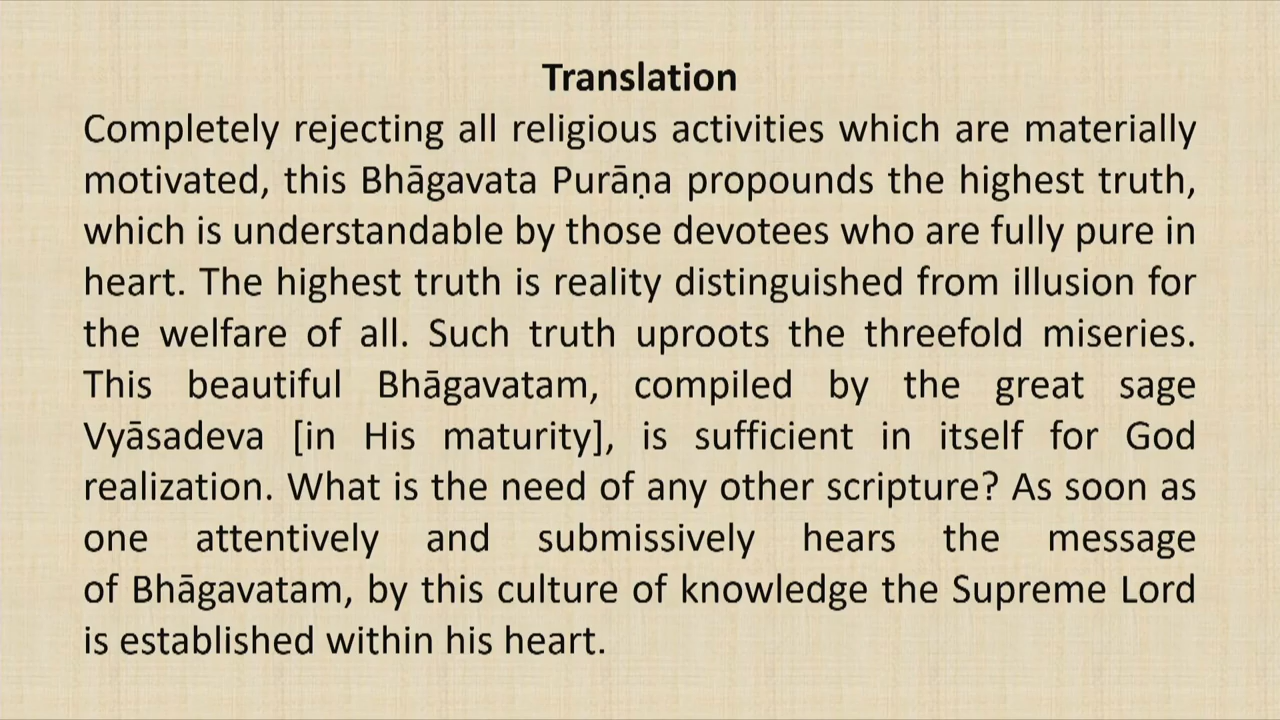 Translation
Completely rejecting all religious activities which are materially
motivated, this Bhāgavata Purāṇa propounds the highest truth,
which is understandable by those devotees who are fully pure in
heart. The highest truth is reality distinguished from illusion for
the welfare of all. Such truth uproots the threefold miseries.
This beautiful Bhāgavatam, compiled by the great sage
Vyāsadeva [in His maturity], is sufficient in itself for God
realization. What is the need of any other scripture? As soon as
one attentively and submissively hears the message
of Bhāgavatam, by this culture of knowledge the Supreme Lord
is established within his heart.